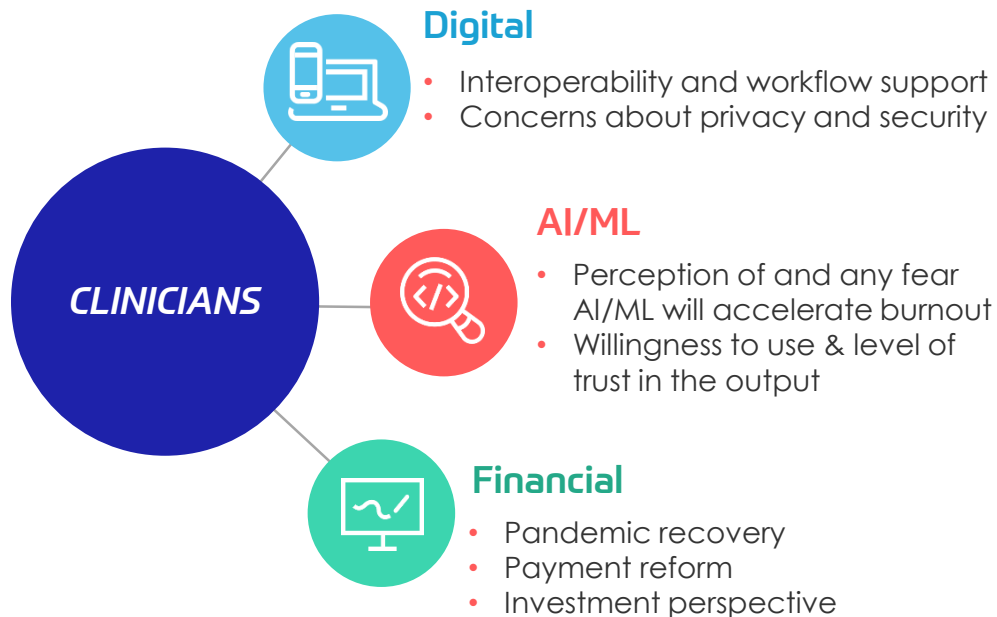 Digital
• Interoperability and workflow support
• Concerns about privacy and security
CLINICIANS
AI/ML
• Perception of and any fear
AI/ML will accelerate burnout
• Willingness to use & level of
trust in the output
Financial
• Pandemic recovery
• Payment reform
• Investment perspective